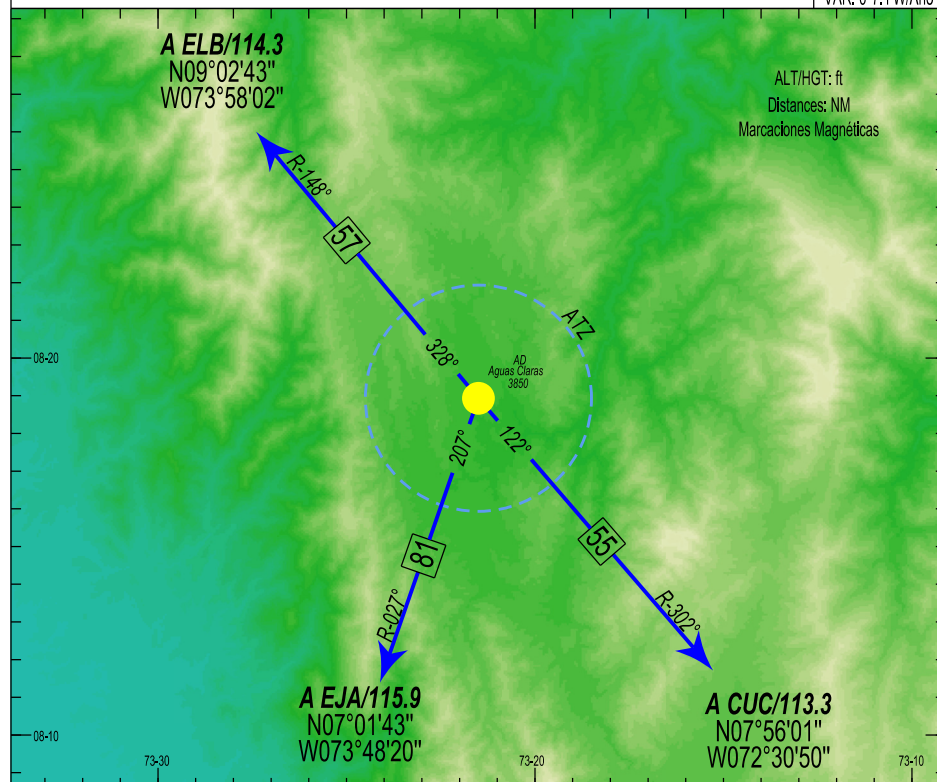 A ELB/114.3
N09°02'43"
W073°58'02"
ALT/HGT: ft
Distances: NM
Marcaciones Magnéticas
R-148°
57
ATZ
328°
08-20
AD
Aguas Claras
3850
207°
122°
81
55
R-027°
R-302°
A EJA/115.9
N07°01'43"
W073°48'20"
A CUC/113.3
N07°56'01"
W072°30'50"
08-10
73-30
73-20
73-10